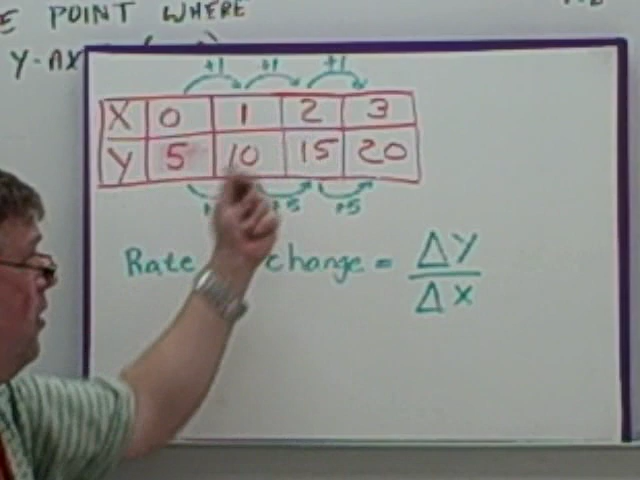 POINT WHERE
Y-AX
+1 +1 +1
X 0 1 2 3
Y 5 10 15 20
+5 +5
Rate change = ΔY
ΔX